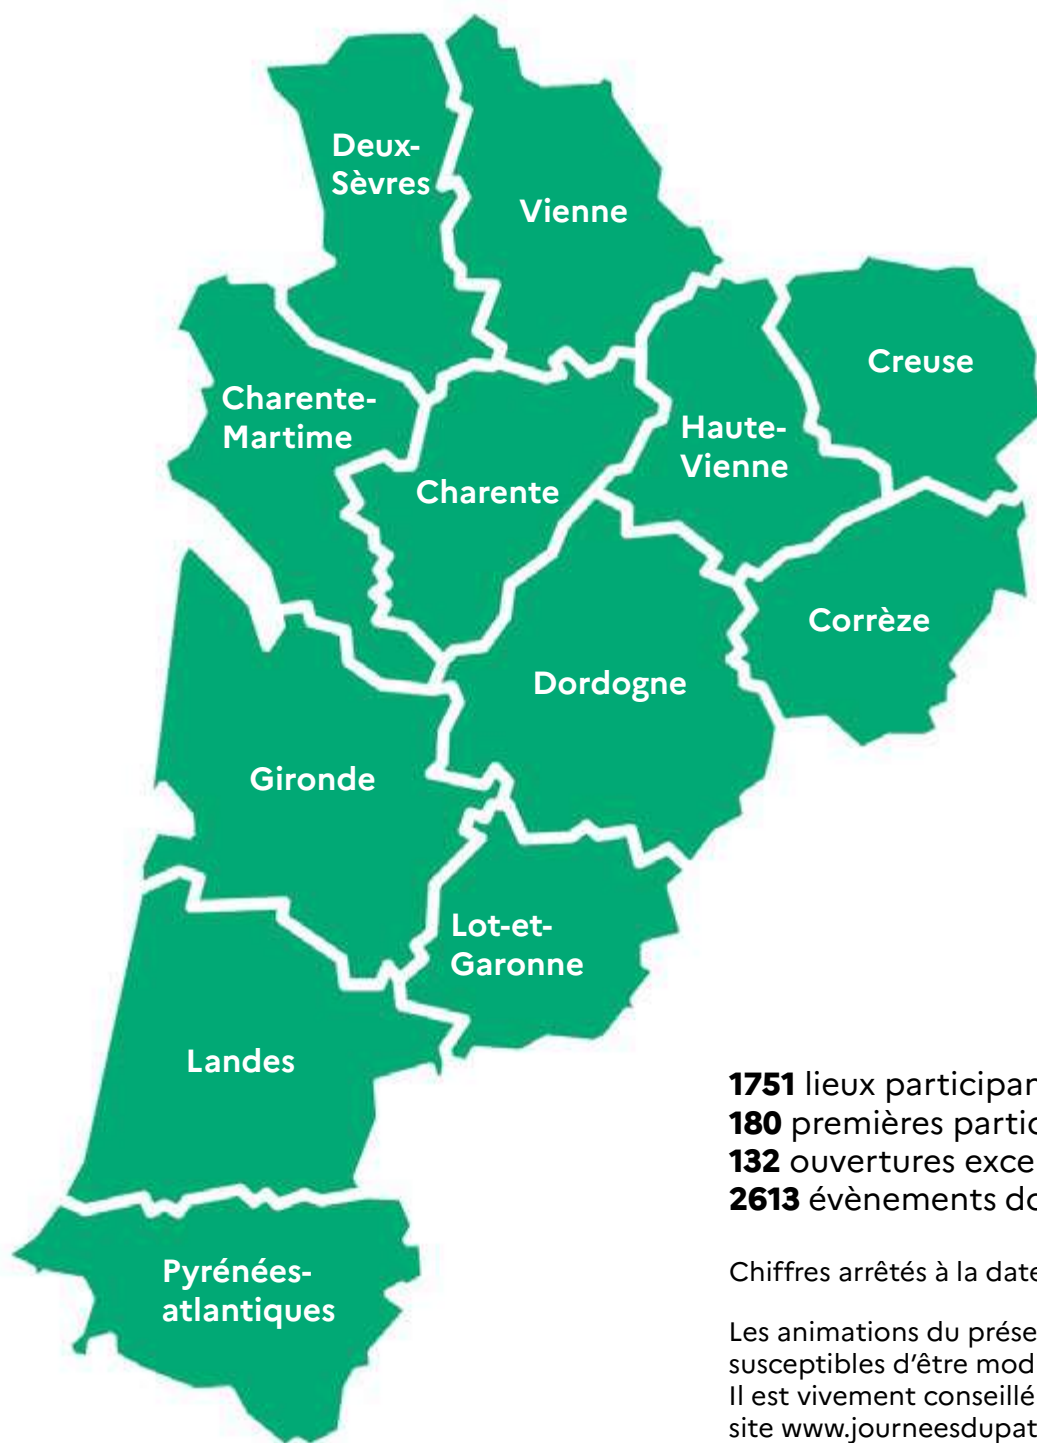 Deux-
Sèvres
Vienne
Creuse
Charente-
Martime
Haute-
Vienne
Charente
Corrèze
Dordogne
Gironde
Lot-et-
Garonne
Landes
Pyrénées-
atlantiques
1751 lieux participan
180 premières partic
132 ouvertures exce
2613 évènements do
Chiffres arrêtés à la date
Les animations du prése
susceptibles d'être mod
Il est vivement conseillé
site www.journeesdupat